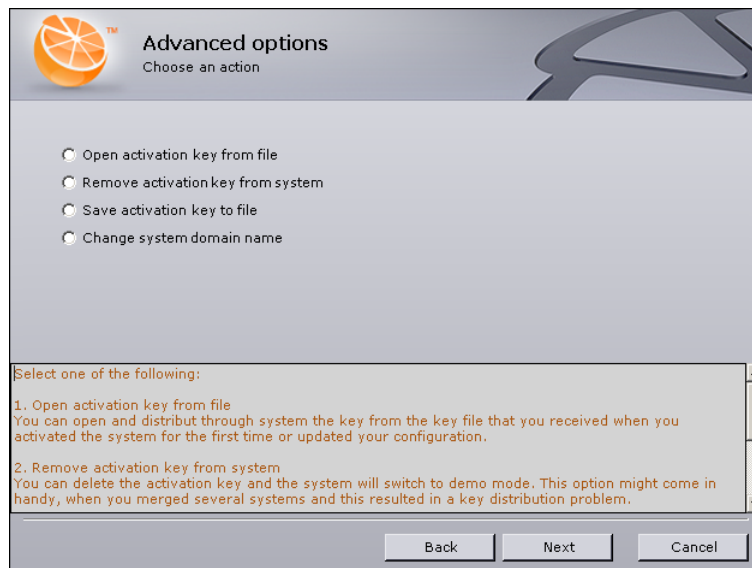 TM
Advanced options
Choose an action
Open activation key from file
Remove activation key from system
Save activation key to file
Change system domain name
Select one of the following:
1. Open activation key from file
You can open and distribut through system the key from the key file that you received when you
activated the system for the first time or updated your configuration.
2. Remove activation key from system
You can delete the activation key and the system will switch to demo mode. This option might come in
handy, when you merged several systems and this resulted in a key distribution problem.
Back Next Cancel